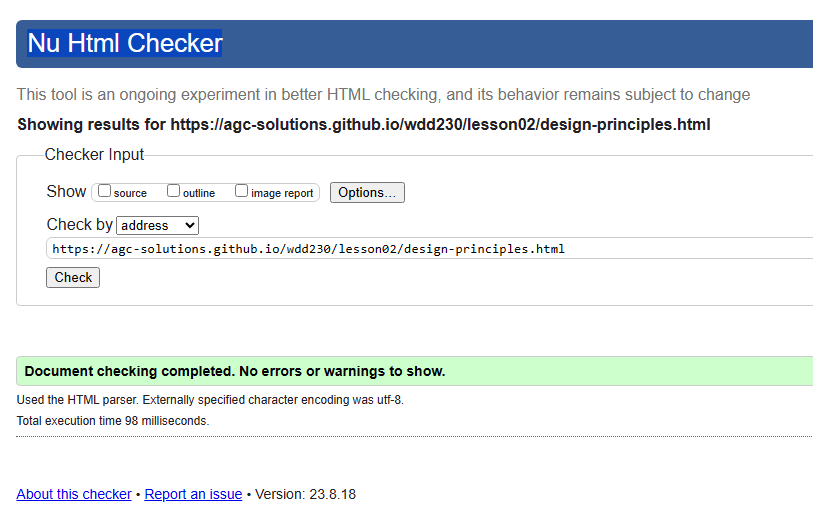 Nu Html Checker
This tool is an ongoing experiment in better HTML checking, and its behavior remains subject to change
Showing results for https://agc-solutions.github.io/wdd230/lesson02/design-principles.html
Checker Input
Show source outline image report Options...
Check by address
https://agc-solutions.github.io/wdd230/lesson02/design-principles.html
Check
Document checking completed. No errors or warnings to show.
Used the HTML parser. Externally specified character encoding was utf-8.
Total execution time 98 milliseconds.
About this checker • Report an issue • Version: 23.8.18